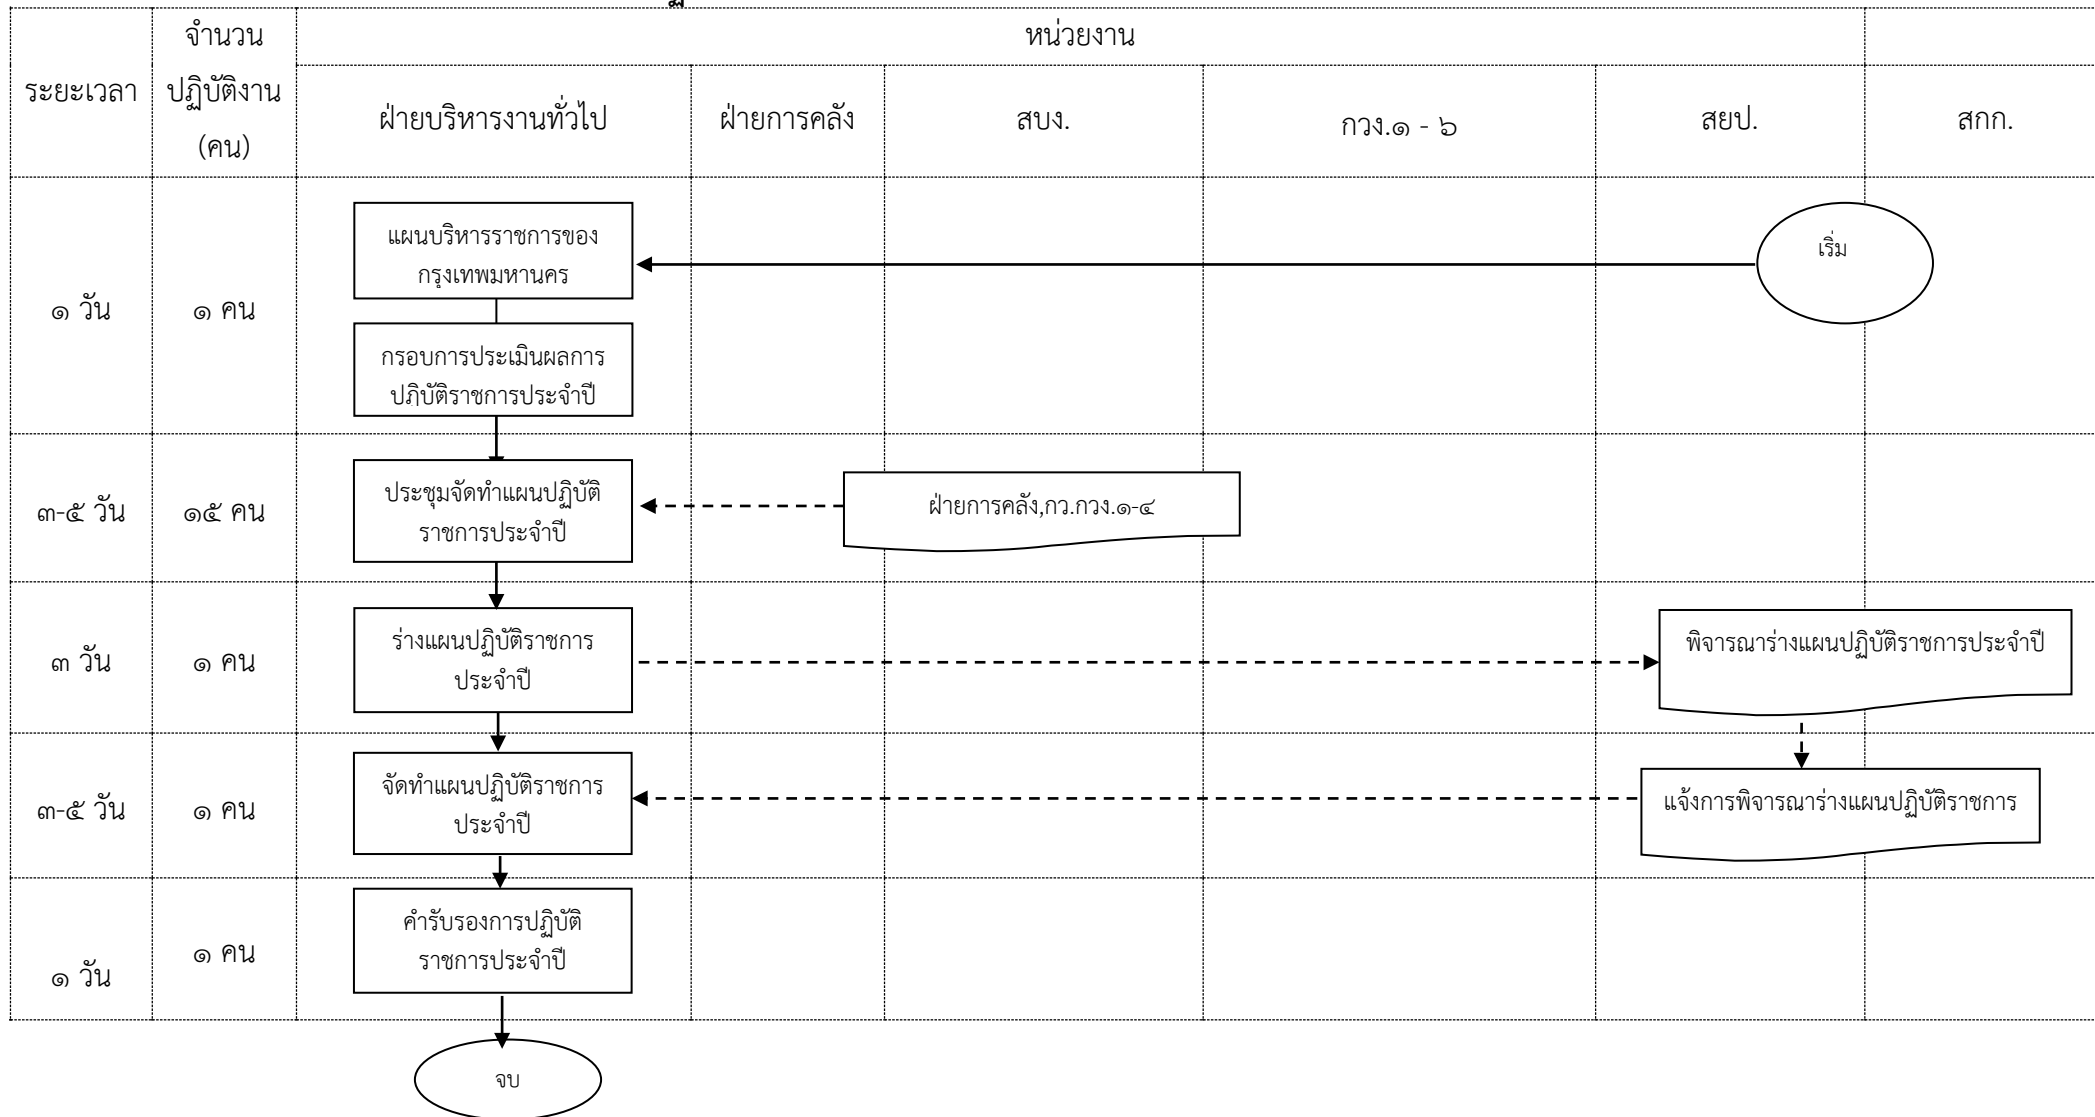 จำนวน
ปฏิบัติงาน
(คน)
ระยะเวลา
หน่วยงาน
ฝ่ายบริหารงานทั่วไป
ฝ่ายการคลัง
สบง.
กวง.๑ - ๖
สยป.
สกก.
๑ วัน
๑ คน
แผนบริหารราชการของ
กรุงเทพมหานคร
เริ่ม
กรอบการประเมินผลการ
ปฏิบัติราชการประจำปี
๓-๕ วัน
๑๕ คน
ประชุมจัดทำแผนปฏิบัติ
ราชการประจำปี
ฝ่ายการคลัง,กว.กวง.๑-๔
๓ วัน
๑ คน
ร่างแผนปฏิบัติราชการ
ประจำปี
พิจารณาร่างแผนปฏิบัติราชการประจำปี
๓-๕ วัน
๑ คน
จัดทำแผนปฏิบัติราชการ
ประจำปี
แจ้งการพิจารณาร่างแผนปฏิบัติราชการ
๑ วัน
๑ คน
คำรับรองการปฏิบัติ
ราชการประจำปี
จบ